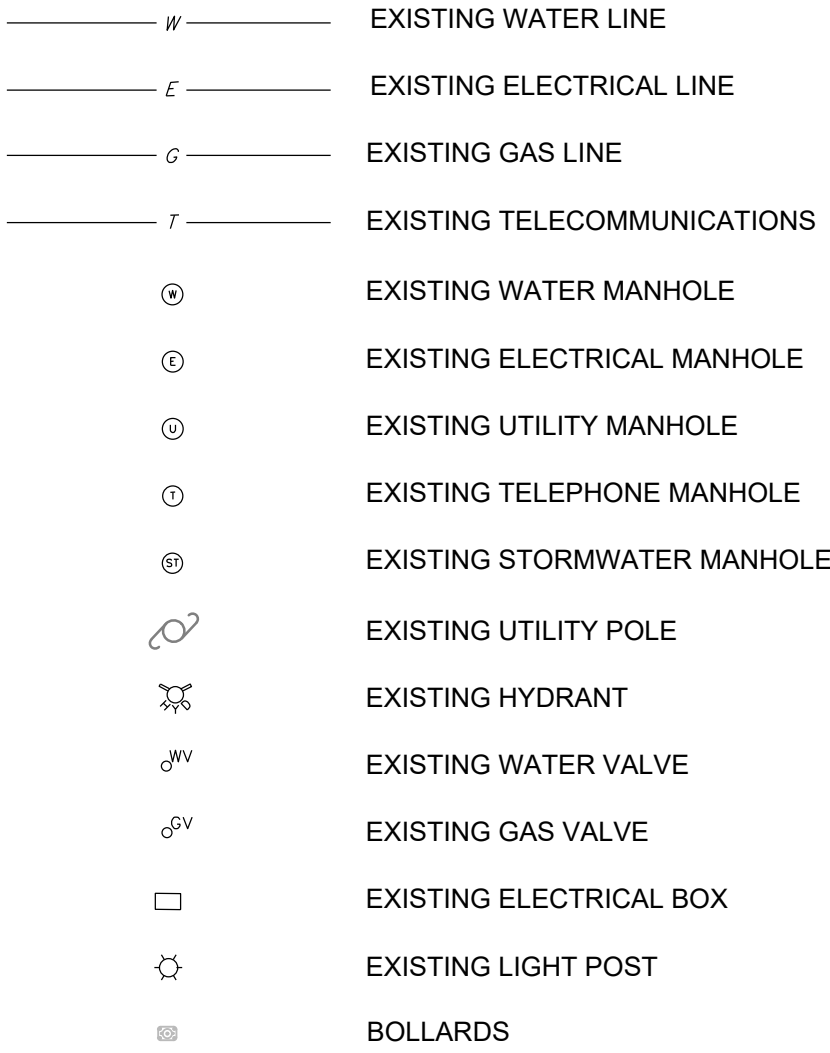 W EXISTING WATER LINE
E EXISTING ELECTRICAL LINE
G EXISTING GAS LINE
T EXISTING TELECOMMUNICATIONS
W EXISTING WATER MANHOLE
E EXISTING ELECTRICAL MANHOLE
U EXISTING UTILITY MANHOLE
T EXISTING TELEPHONE MANHOLE
ST EXISTING STORMWATER MANHOLE
EXISTING UTILITY POLE
HYD EXISTING HYDRANT
WV EXISTING WATER VALVE
GV EXISTING GAS VALVE
EXISTING ELECTRICAL BOX
EXISTING LIGHT POST
BOLLARDS